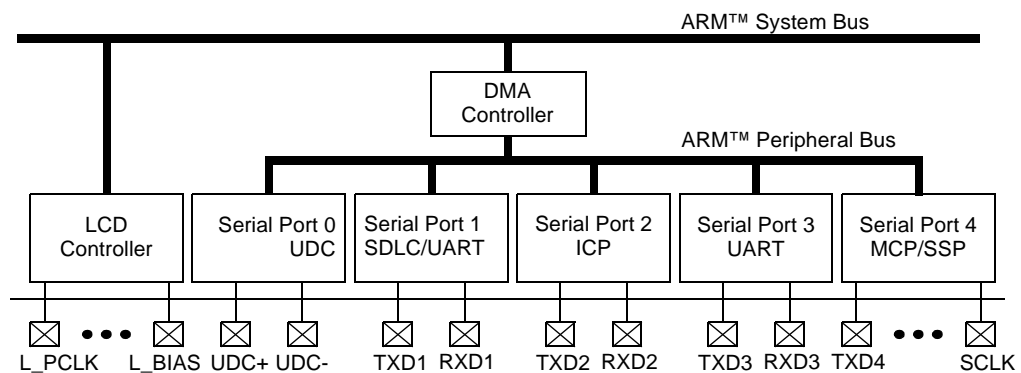 ARM™ System Bus
DMA
Controller
ARM™ Peripheral Bus
LCD
Controller
Serial Port 0
UDC
Serial Port 1
SDLC/UART
Serial Port 2
ICP
Serial Port 3
UART
Serial Port 4
MCP/SSP
L_PCLK
L_BIAS
UDC+
UDC-
TXD1
RXD1
TXD2
RXD2
TXD3
RXD3
TXD4
SCLK